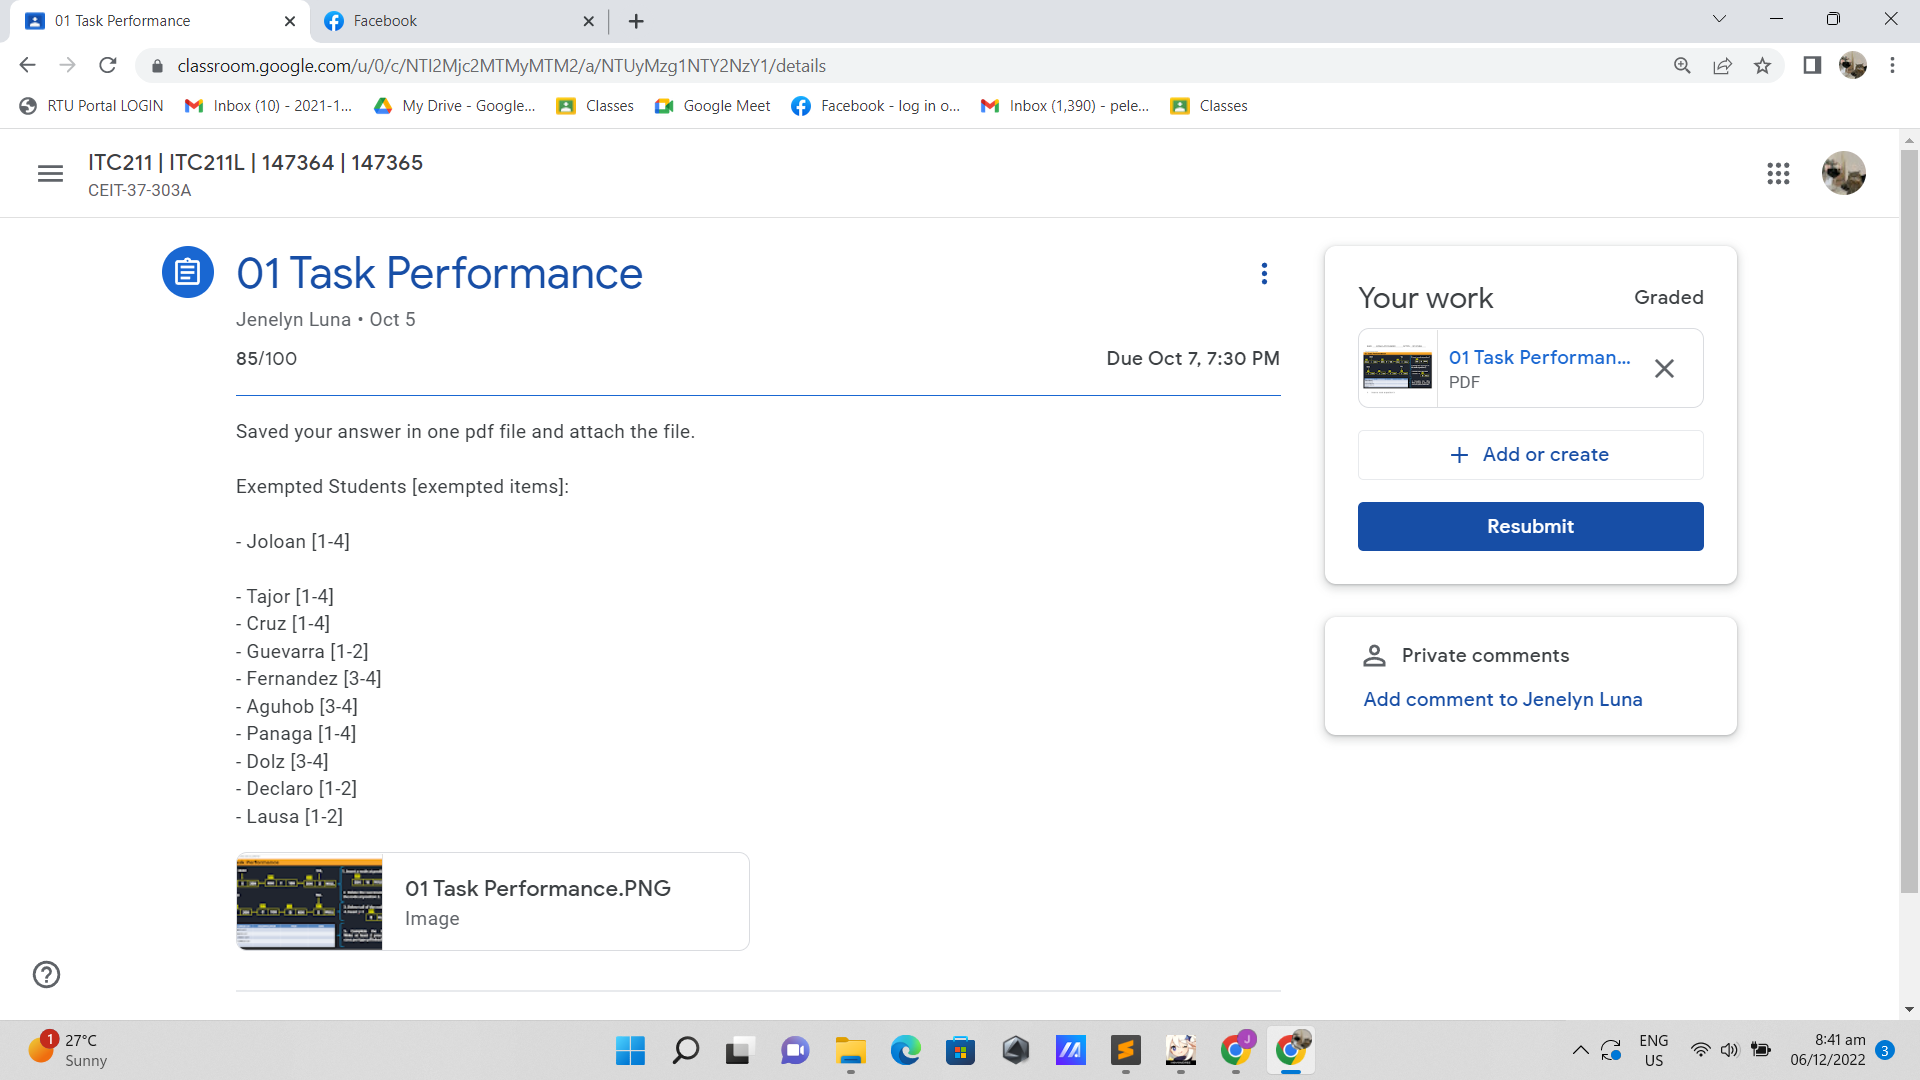 01 Task Performance
Facebook
classroom.google.com/u/0/c/NTI2Mjc2MTMyMTM2/a/NTUyMzg1NTY2NzY1/details
RTU Portal LOGIN
Inbox (10) - 2021-1...
My Drive - Google...
Classes
Google Meet
Facebook - log in o...
Inbox (1,390) - pele...
Classes
ITC211 | ITC211L | 147364 | 147365
CEIT-37-303A
01 Task Performance
Jenelyn Luna • Oct 5
85/100
Due Oct 7, 7:30 PM
Saved your answer in one pdf file and attach the file.
Exempted Students [exempted items]:
- Joloan [1-4]
- Tajor [1-4]
- Cruz [1-4]
- Guevarra [1-2]
- Fernandez [3-4]
- Aguhob [3-4]
- Panaga [1-4]
- Dolz [3-4]
- Declaro [1-2]
- Lausa [1-2]
01 Task Performance.PNG
Image
Your work
Graded
01 Task Performan...
PDF
+ Add or create
Resubmit
Private comments
Add comment to Jenelyn Luna
1
27°C
Sunny
J
ENG
US
8:41 am
06/12/2022
3